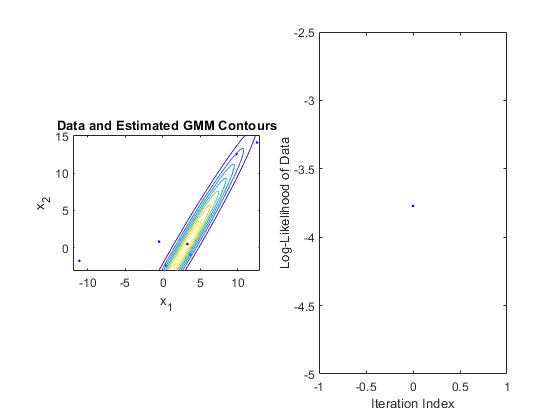 Data and Estimated GMM Contours
15
10
5
0
x2
-10 -5 0 5 10
x1
-2.5
-3
-3.5
-4
-4.5
-5
Log-Likelihood of Data
-1 -0.5 0 0.5 1
Iteration Index